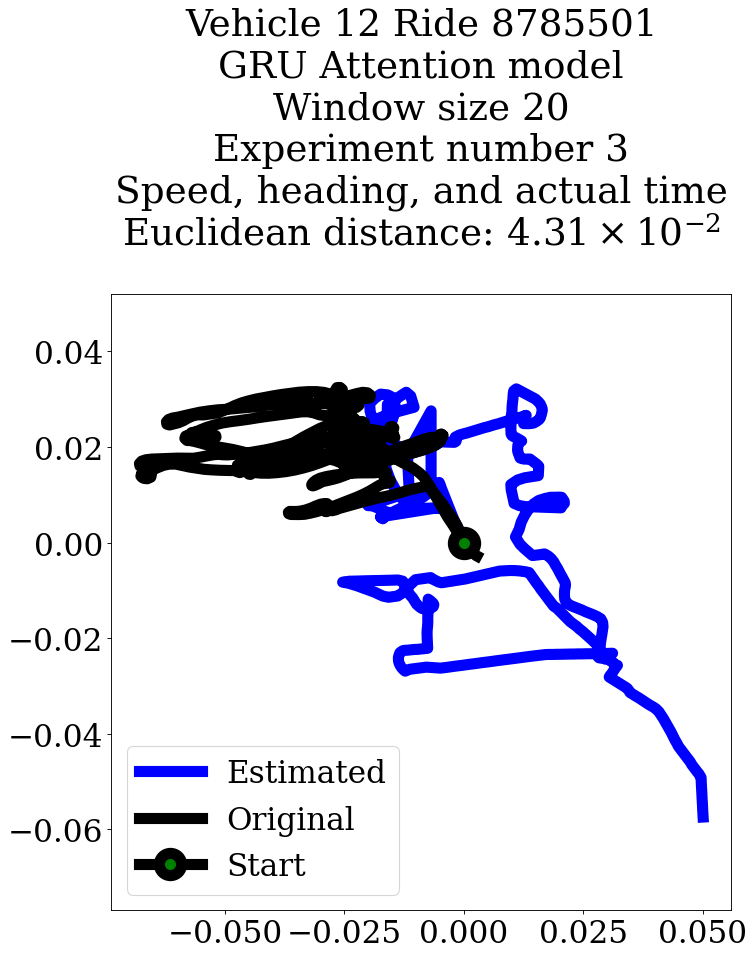 Vehicle 12 Ride 8785501
GRU Attention model
Window size 20
Experiment number 3
Speed, heading, and actual time
Euclidean distance: 4.31 × 10⁻²
0.04
0.02
0.00
−0.02
−0.04
−0.06
Estimated
Original
Start
−0.050 −0.025 0.000 0.025 0.050